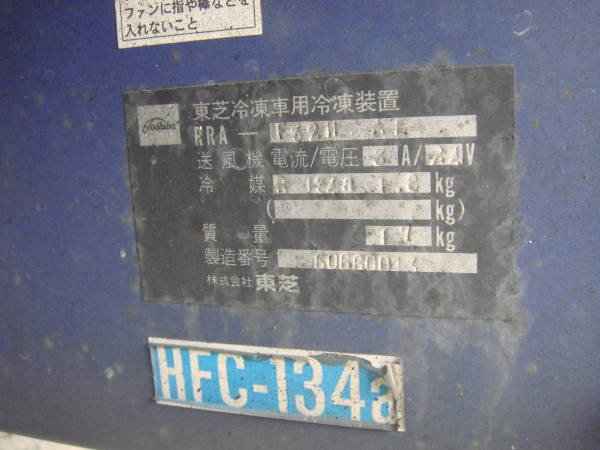 ファンに指や棒などを
入れないこと
Toshiba
東芝冷凍車用冷凍装置
RRA-
送風機 電流/電圧 A/24V
冷媒 kg
( kg)
質量 kg
製造番号
株式会社 東芝
HFC-134a